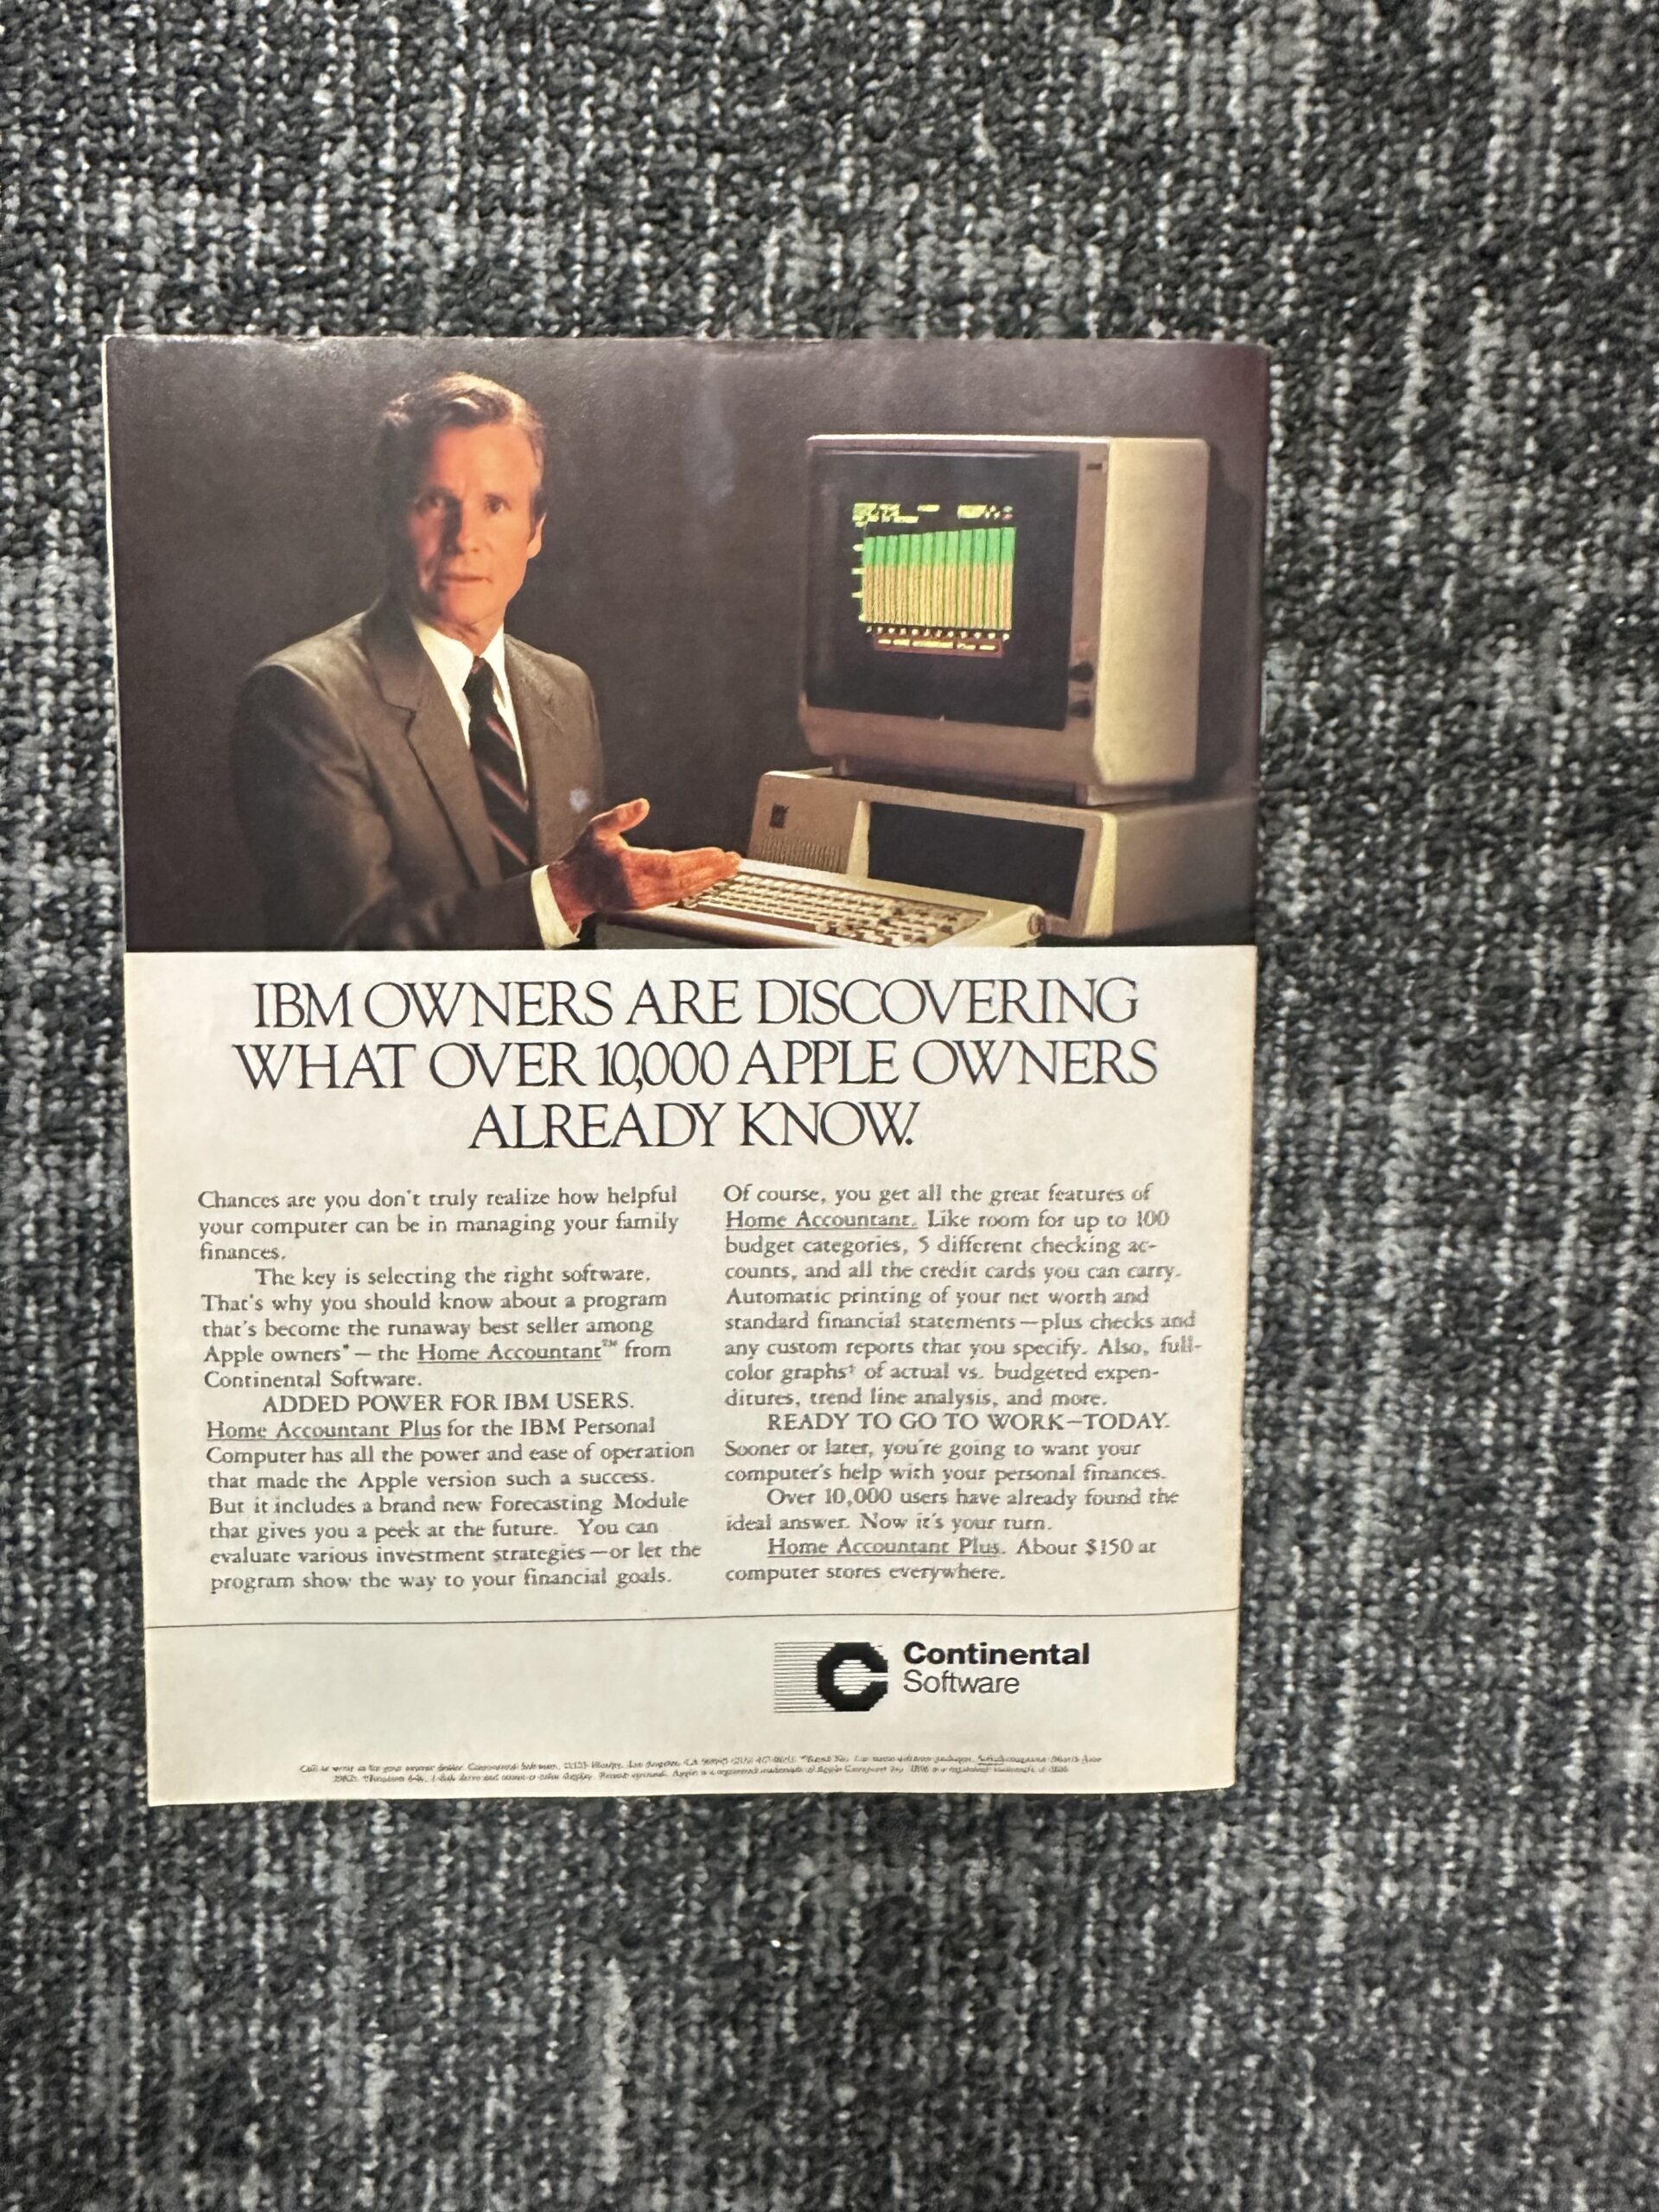 IBM OWNERS ARE DISCOVERING
WHAT OVER 10,000 APPLE OWNERS
ALREADY KNOW.
Chances are you don't truly realize how helpful
your computer can be in managing your family
finances.
The key is selecting the right software.
That's why you should know about a program
that's become the runaway best seller among
Apple owners* — the Home Accountant™ from
Continental Software.
ADDED POWER FOR IBM USERS.
Home Accountant Plus for the IBM Personal
Computer has all the power and ease of operation
that made the Apple version such a success.
But it includes a brand new Forecasting Module
that gives you a peek at the future. You can
evaluate various investment strategies—or let the
program show the way to your financial goals.
Of course, you get all the great features of
Home Accountant. Like room for up to 100
budget categories, 5 different checking ac-
counts, and all the credit cards you can carry.
Automatic printing of your net worth and
standard financial statements—plus checks and
any custom reports that you specify. Also, full-
color graphs† of actual vs. budgeted expen-
ditures, trend line analysis, and more.
READY TO GO TO WORK—TODAY.
Sooner or later, you're going to want your
computer's help with your personal finances.
Over 10,000 users have already found the
ideal answer. Now it's your turn.
Home Accountant Plus. About $150 at
computer stores everywhere.
Continental
Software